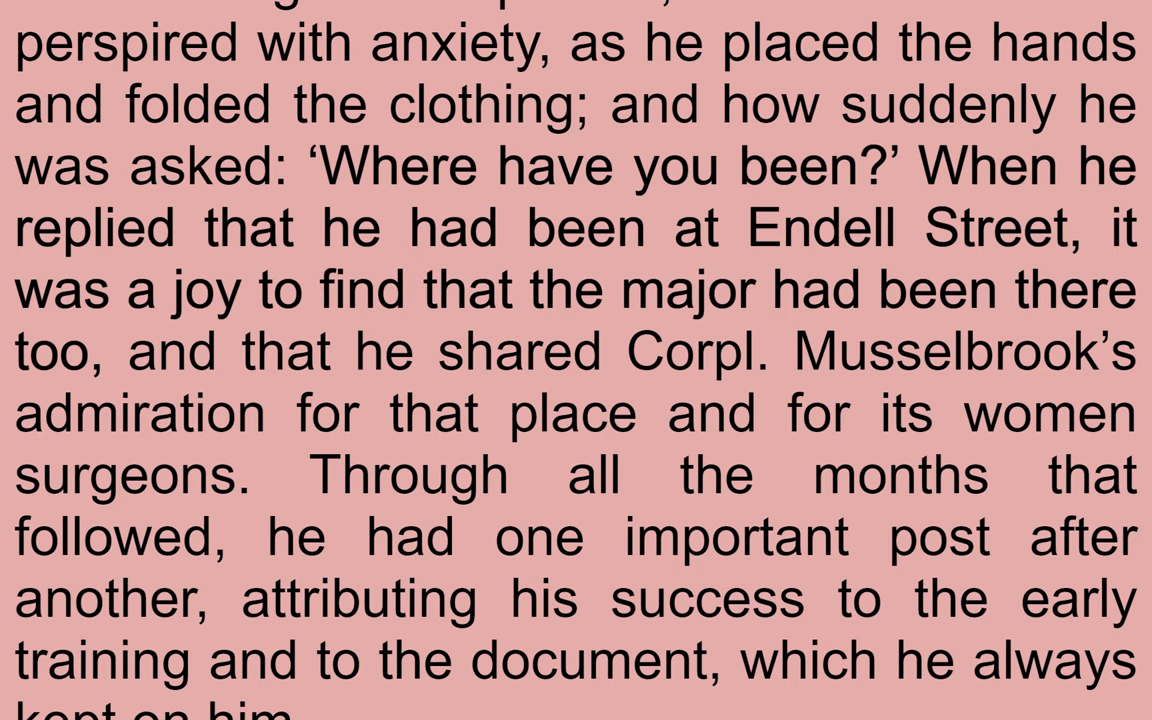 perspired with anxiety, as he placed the hands
and folded the clothing; and how suddenly he
was asked: ‘Where have you been?’ When he
replied that he had been at Endell Street, it
was a joy to find that the major had been there
too, and that he shared Corpl. Musselbrook’s
admiration for that place and for its women
surgeons. Through all the months that
followed, he had one important post after
another, attributing his success to the early
training and to the document, which he always
kept on him.